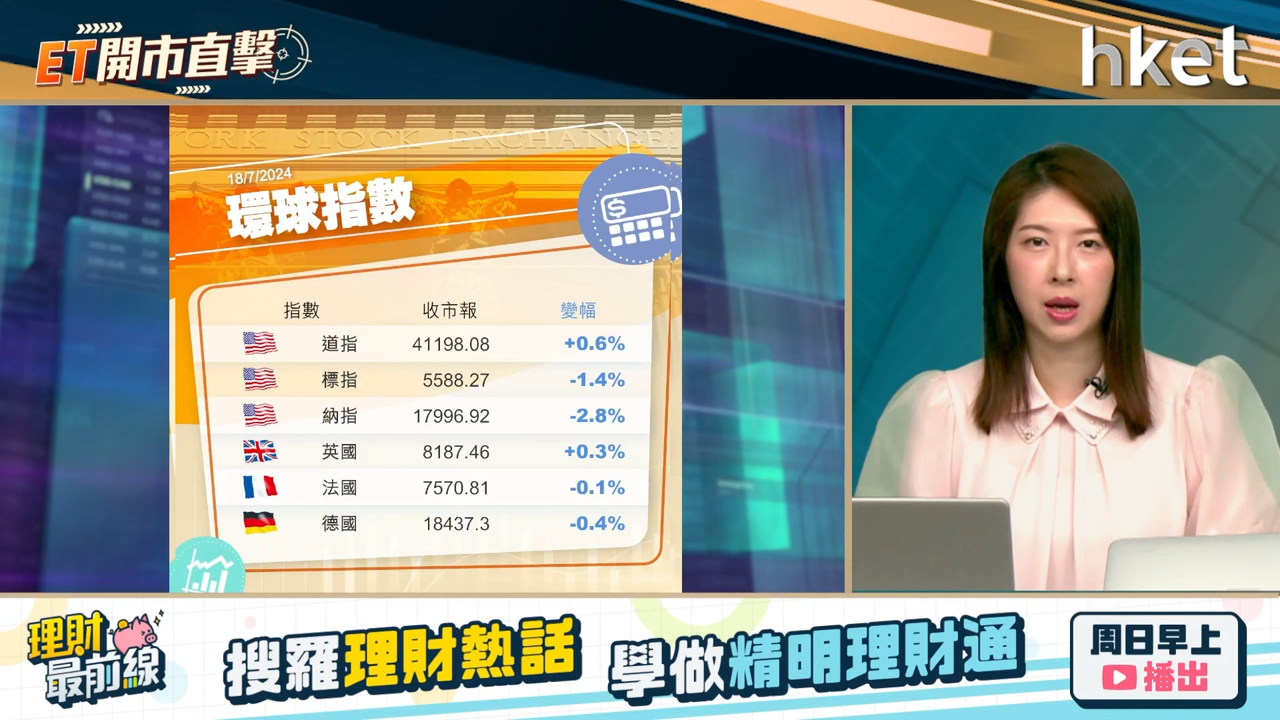 ET開市直擊
hket
YORK STOCK EXCHANGE
18/7/2024
環球指數
$
指數 收市報 變幅
道指 41198.08 +0.6%
標指 5588.27 -1.4%
納指 17996.92 -2.8%
英國 8187.46 +0.3%
法國 7570.81 -0.1%
德國 18437.3 -0.4%
理財
最前線
搜羅理財熱話 學做精明理財通
周日早上
播出